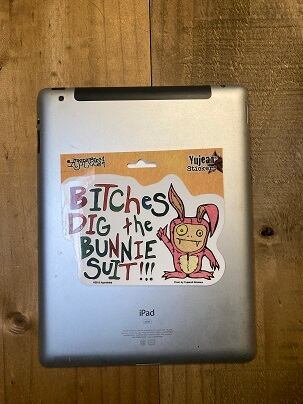 Yujean
Stickers
BITChes
DIG the
BUNNIE
SUIT!!!
iPad